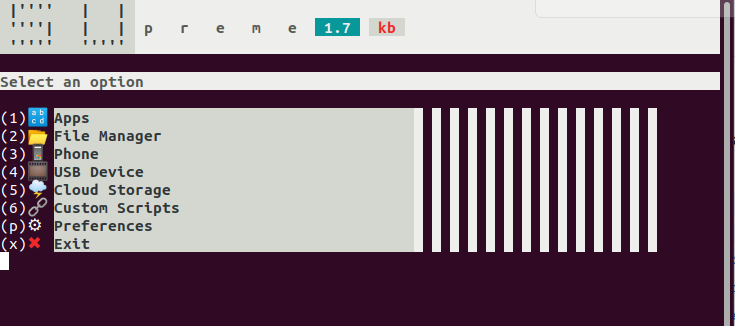 p r e m e 1.7 kb
Select an option
(1) Apps
(2) File Manager
(3) Phone
(4) USB Device
(5) Cloud Storage
(6) Custom Scripts
(p) Preferences
(x) Exit